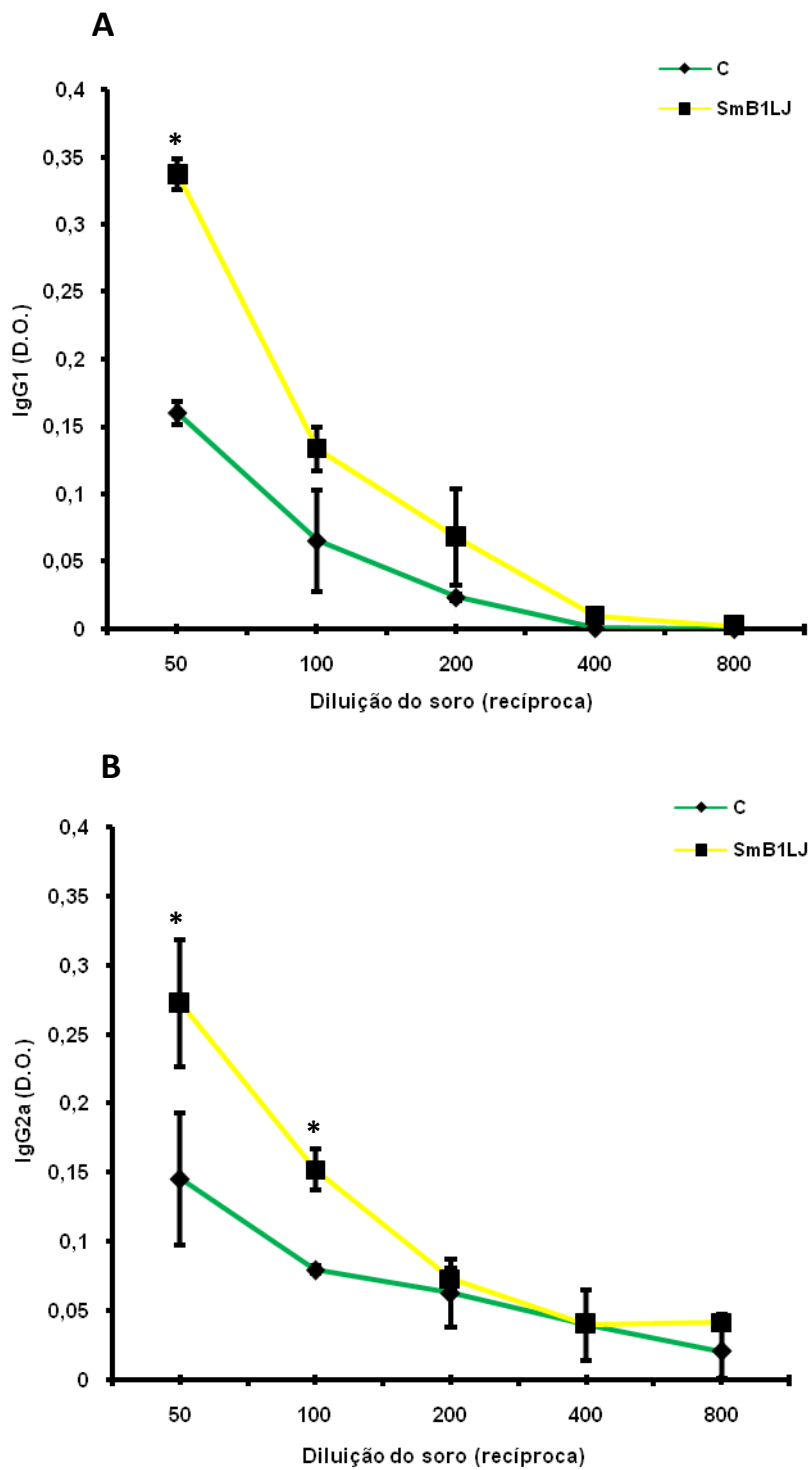 A
C
SmB1LJ
0,4
0,35
*
0,3
0,25
0,2
0,15
0,1
0,05
0
IgG1 (D.O.)
50 100 200 400 800
Diluição do soro (recíproca)
B
C
SmB1LJ
0,4
0,35
*
0,3
0,25
0,2
*
0,15
0,1
0,05
0
IgG2a (D.O.)
50 100 200 400 800
Diluição do soro (recíproca)